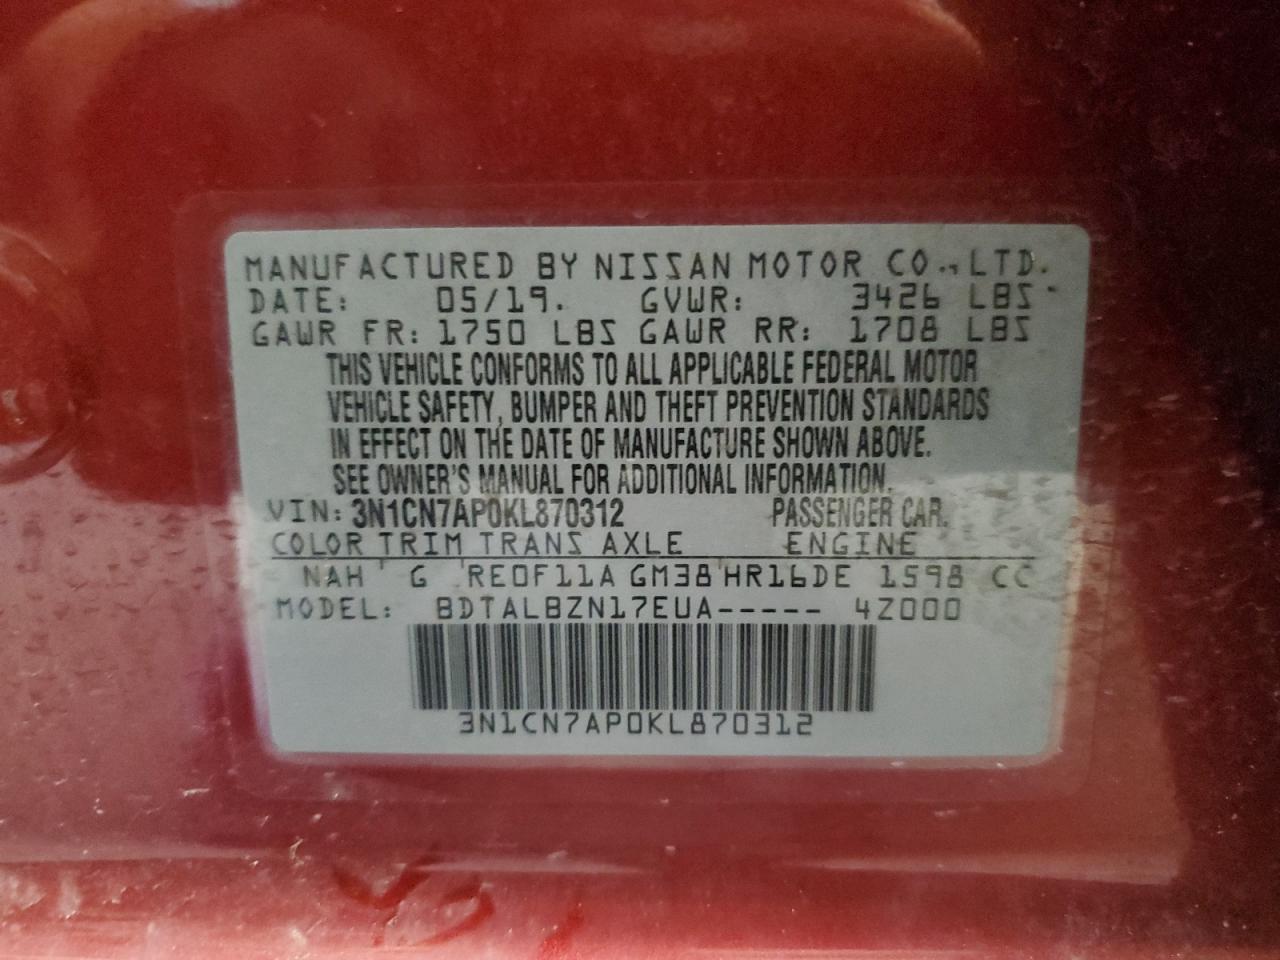 MANUFACTURED BY NISSAN MOTOR CO., LTD.
DATE: 05/19. GVWR: 3426 LBS
GAWR FR: 1750 LBS GAWR RR: 1708 LBS
THIS VEHICLE CONFORMS TO ALL APPLICABLE FEDERAL MOTOR
VEHICLE SAFETY, BUMPER AND THEFT PREVENTION STANDARDS
IN EFFECT ON THE DATE OF MANUFACTURE SHOWN ABOVE.
SEE OWNER'S MANUAL FOR ADDITIONAL INFORMATION.
VIN: 3N1CN7AP0KL870312 PASSENGER CAR.
COLOR TRIM TRANS AXLE ENGINE
NAH G RE0F11A GM38 HR16DE 1598 CC
MODEL: BDTALBZN17EUA----- 4Z000
3N1CN7AP0KL870312